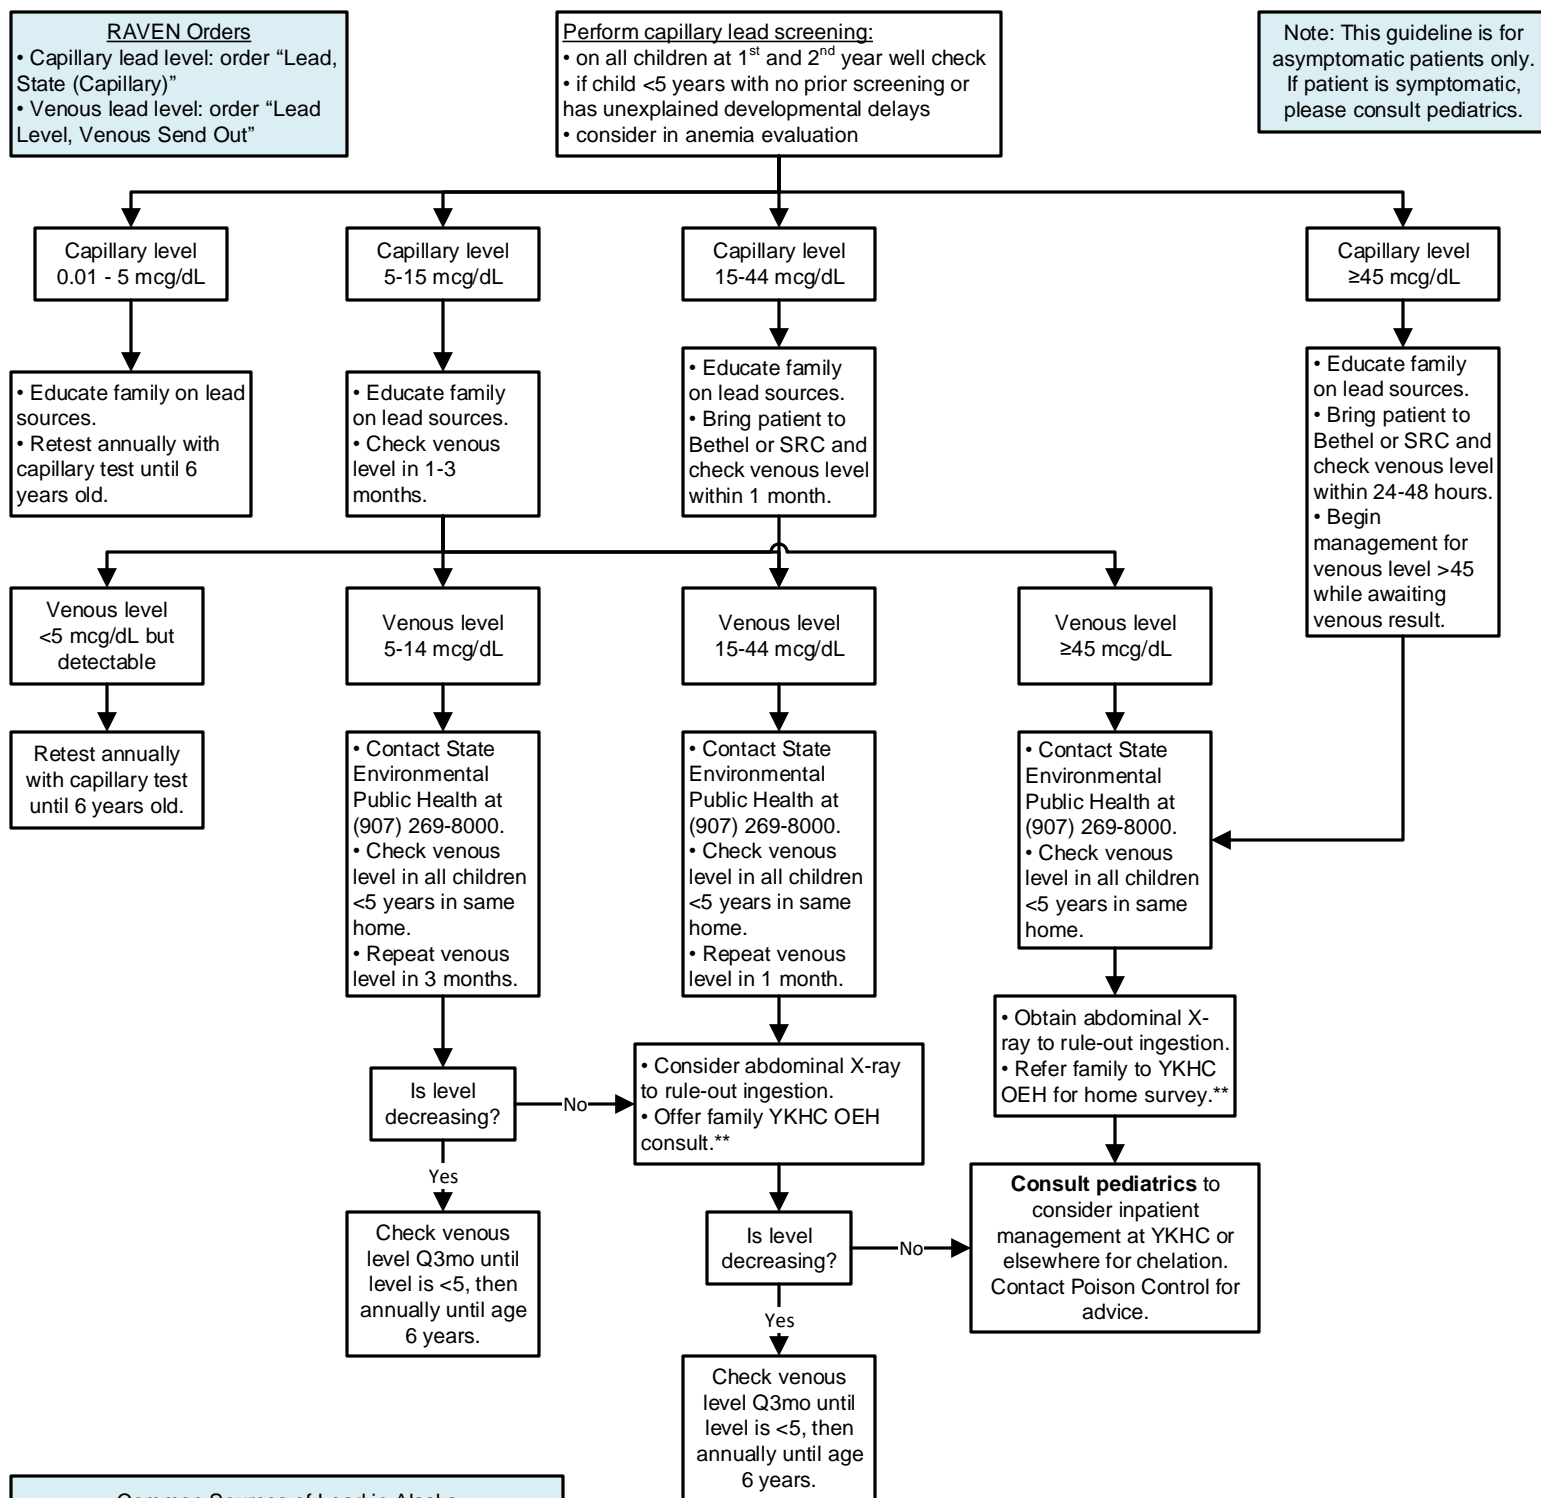 RAVEN Orders
• Capillary lead level: order “Lead,
State (Capillary)”
• Venous lead level: order “Lead
Level, Venous Send Out”
Perform capillary lead screening:
• on all children at 1st and 2nd year well check
• if child <5 years with no prior screening or
has unexplained developmental delays
• consider in anemia evaluation
Note: This guideline is for
asymptomatic patients only.
If patient is symptomatic,
please consult pediatrics.
Capillary level
0.01 - 5 mcg/dL
Capillary level
5-15 mcg/dL
Capillary level
15-44 mcg/dL
Capillary level
≥45 mcg/dL
• Educate family on lead
sources.
• Retest annually with
capillary test until 6
years old.
• Educate family
on lead sources.
• Check venous
level in 1-3
months.
• Educate family
on lead sources.
• Bring patient to
Bethel or SRC and
check venous level
within 1 month.
• Educate family
on lead sources.
• Bring patient to
Bethel or SRC and
check venous level
within 24-48 hours.
• Begin
management for
venous level >45
while awaiting
venous result.
Venous level
<5 mcg/dL but
detectable
Venous level
5-14 mcg/dL
Venous level
15-44 mcg/dL
Venous level
≥45 mcg/dL
Retest annually
with capillary test
until 6 years old.
• Contact State
Environmental
Public Health at
(907) 269-8000.
• Check venous
level in all children
<5 years in same
home.
• Repeat venous
level in 3 months.
• Contact State
Environmental
Public Health at
(907) 269-8000.
• Check venous
level in all children
<5 years in same
home.
• Repeat venous
level in 1 month.
• Contact State
Environmental
Public Health at
(907) 269-8000.
• Check venous
level in all children
<5 years in same
home.
Is level
decreasing?
No
• Consider abdominal X-ray
to rule-out ingestion.
• Offer family YKHC OEH
consult.**
• Obtain abdominal X-
ray to rule-out ingestion.
• Refer family to YKHC
OEH for home survey.**
Yes
Check venous
level Q3mo until
level is <5, then
annually until age
6 years.
Is level
decreasing?
No
Consult pediatrics to
consider inpatient
management at YKHC or
elsewhere for chelation.
Contact Poison Control for
advice.
Yes
Check venous
level Q3mo until
level is <5, then
annually until age
6 years.
Common Sources of Lead in Alaska